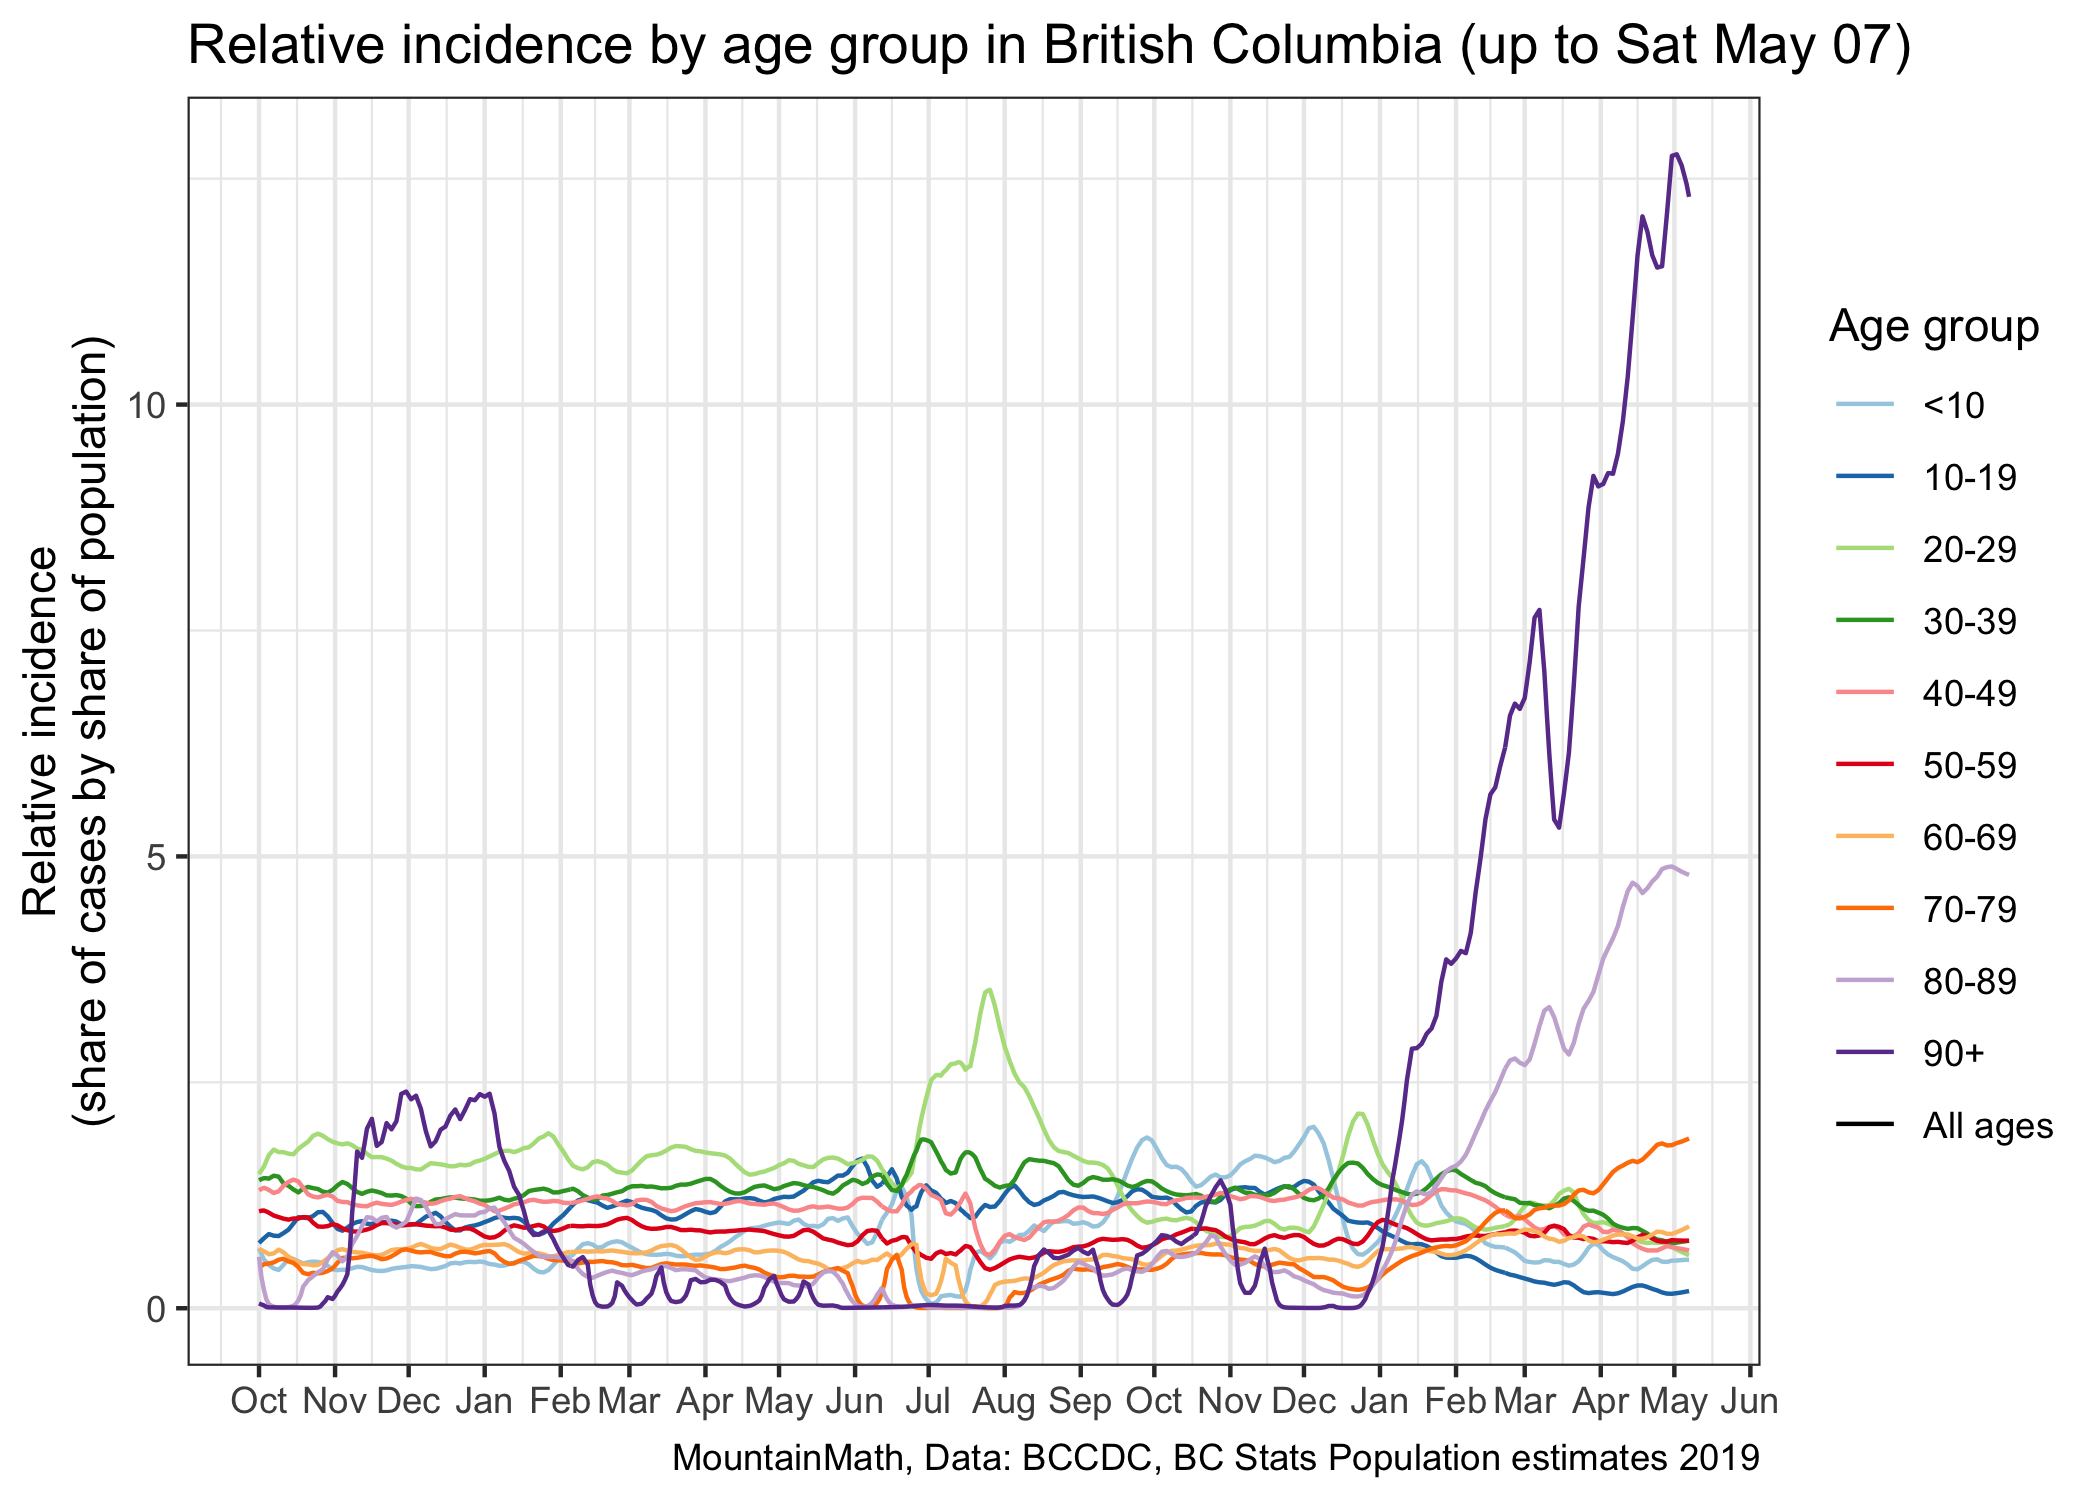 Relative incidence by age group in British Columbia (up to Sat May 07)
Relative incidence
(share of cases by share of population)
10
5
0
Oct Nov Dec Jan Feb Mar Apr May Jun Jul Aug Sep Oct Nov Dec Jan Feb Mar Apr May Jun
Age group
<10
10-19
20-29
30-39
40-49
50-59
60-69
70-79
80-89
90+
All ages
MountainMath, Data: BCCDC, BC Stats Population estimates 2019